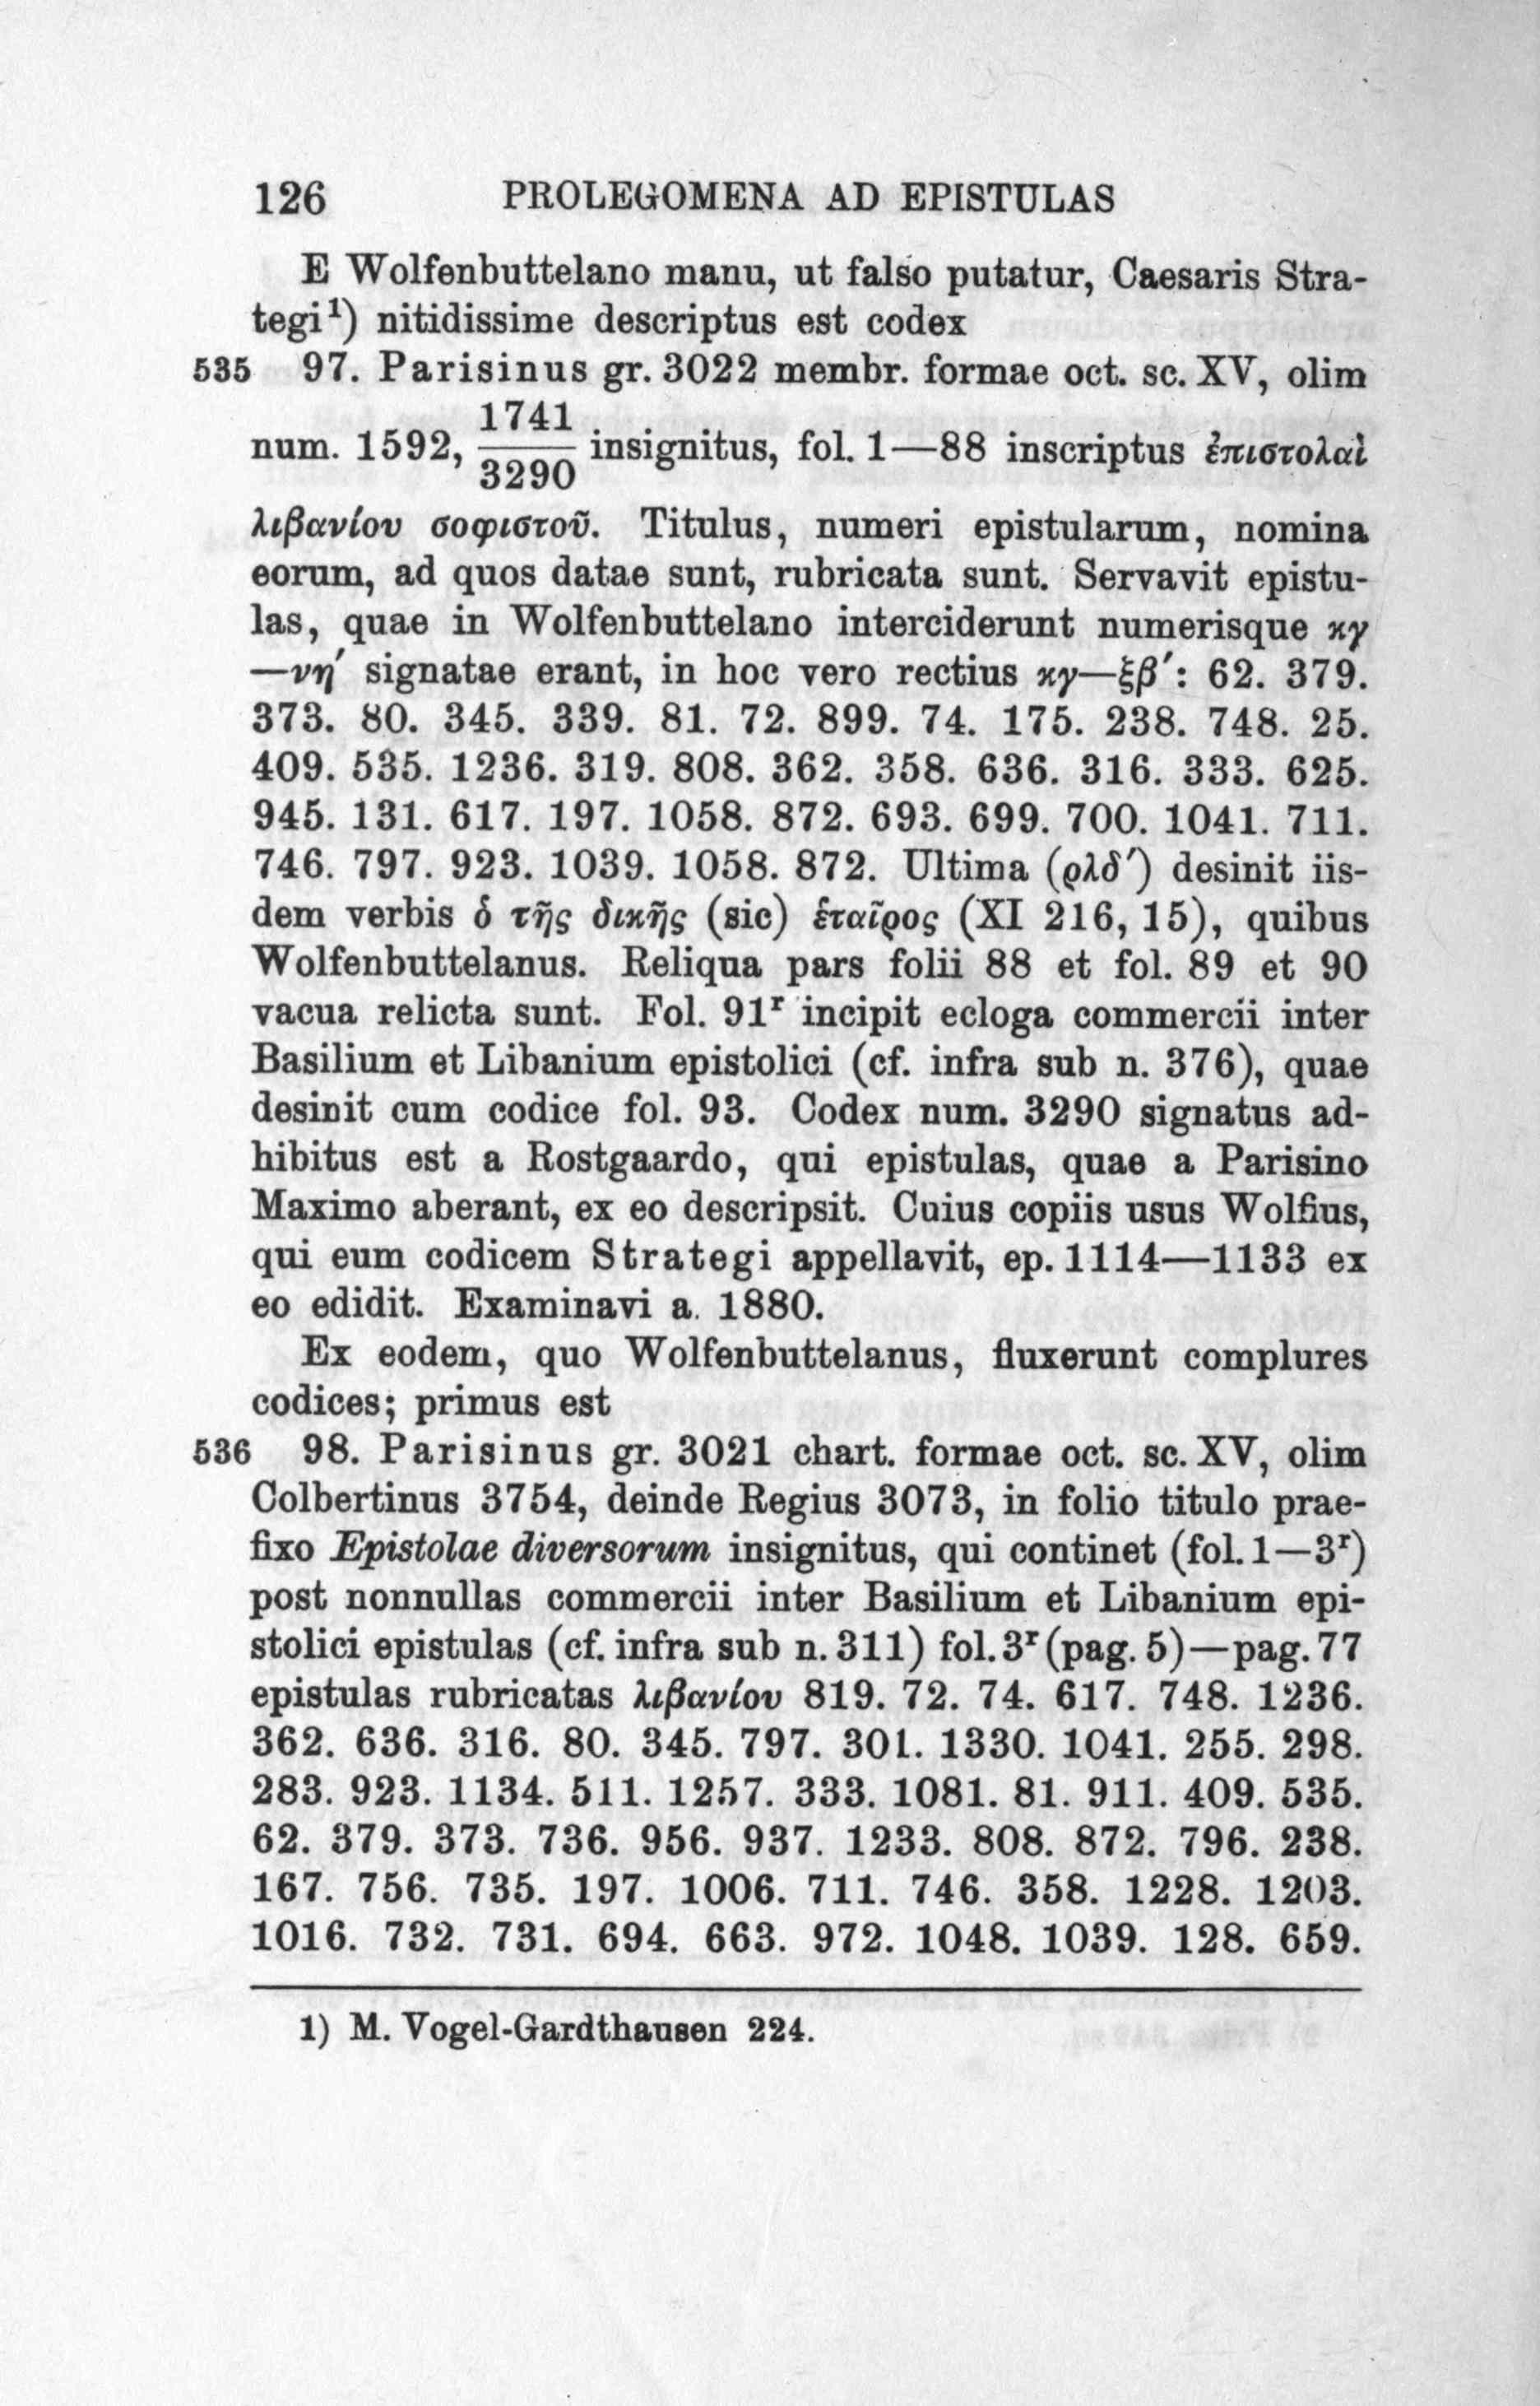 126 PROLEGOMENA AD EPISTULAS
E Wolfenbuttelano manu, ut falso putatur, Caesaris Stra-
tegi¹) nitidissime descriptus est codex
535 97. Parisinus gr. 3022 membr. formae oct. sc. XV, olim
num. 1592, 1741/3290 insignitus, fol. 1—88 inscriptus ἐπιστολαὶ
λιβανίου σοφιστοῦ. Titulus, numeri epistularum, nomina
eorum, ad quos datae sunt, rubricata sunt. Servavit epistu-
las, quae in Wolfenbuttelano interciderunt numerisque κγ
—νη′ signatae erant, in hoc vero rectius κγ—ξβ′: 62. 379.
373. 80. 345. 339. 81. 72. 899. 74. 175. 238. 748. 25.
409. 535. 1236. 319. 808. 362. 358. 636. 316. 333. 625.
945. 131. 617. 197. 1058. 872. 693. 699. 700. 1041. 711.
746. 797. 923. 1039. 1058. 872. Ultima (ρλδ′) desinit iis-
dem verbis ὁ τῆς δικῆς (sic) ἑταῖρος (XI 216, 15), quibus
Wolfenbuttelanus. Reliqua pars folii 88 et fol. 89 et 90
vacua relicta sunt. Fol. 91ʳ incipit ecloga commercii inter
Basilium et Libanium epistolici (cf. infra sub n. 376), quae
desinit cum codice fol. 93. Codex num. 3290 signatus ad-
hibitus est a Rostgaardo, qui epistulas, quae a Parisino
Maximo aberant, ex eo descripsit. Cuius copiis usus Wolfius,
qui eum codicem Strategi appellavit, ep. 1114—1133 ex
eo edidit. Examinavi a. 1880.
Ex eodem, quo Wolfenbuttelanus, fluxerunt complures
codices; primus est
536 98. Parisinus gr. 3021 chart. formae oct. sc. XV, olim
Colbertinus 3754, deinde Regius 3073, in folio titulo prae-
fixo Epistolae diversorum insignitus, qui continet (fol. 1—3ʳ)
post nonnullas commercii inter Basilium et Libanium epi-
stolici epistulas (cf. infra sub n. 311) fol. 3ʳ (pag. 5)—pag. 77
epistulas rubricatas λιβανίου 819. 72. 74. 617. 748. 1236.
362. 636. 316. 80. 345. 797. 301. 1330. 1041. 255. 298.
283. 923. 1134. 511. 1257. 333. 1081. 81. 911. 409. 535.
62. 379. 373. 736. 956. 937. 1233. 808. 872. 796. 238.
167. 756. 735. 197. 1006. 711. 746. 358. 1228. 1203.
1016. 732. 731. 694. 663. 972. 1048. 1039. 128. 659.
1) M. Vogel-Gardthausen 224.